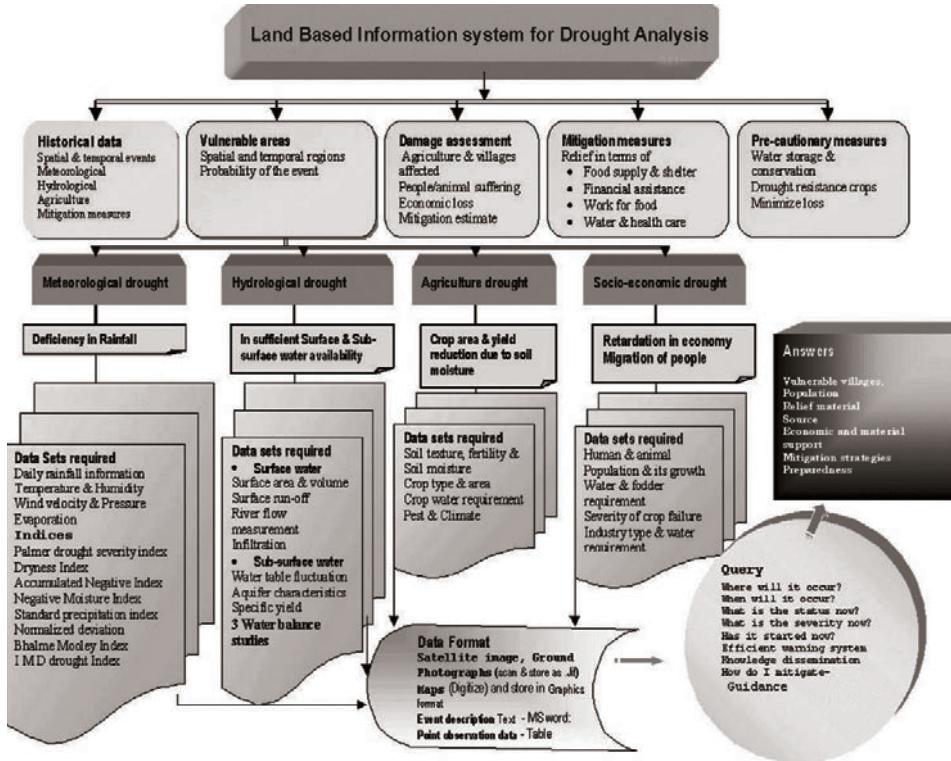 Land Based Information system for Drought Analysis
Historical data
Spatial & temporal events
Meteorological
Hydrological
Agriculture
Mitigation measures
Vulnerable areas
Spatial and temporal regions
Probability of the event
Damage assessment
Agriculture & villages
affected
People/animal suffering
Economic loss
Mitigation estimate
Mitigation measures
Relief in terms of
• Food supply & shelter
• Financial assistance
• Work for food
• Water & health care
Pre-cautionary measures
Water storage &
conservation
Drought resistance crops
Minimize loss
Meteorological drought
Hydrological drought
Agriculture drought
Socio-economic drought
Deficiency in Rainfall
In sufficient Surface & Sub-
surface water availability
Crop area & yield
reduction due to soil
moisture
Retardation in economy
Migration of people
Data Sets required
Daily rainfall information
Temperature & Humidity
Wind velocity & Pressure
Evaporation
Indices
Palmer drought severity index
Dryness Index
Accumulated Negative Index
Negative Moisture Index
Standard precipitation index
Normalized deviation
Bhalme Mooley Index
I M D drought Index
Data sets required
• Surface water
Surface area & volume
Surface run-off
River flow
measurement
Infiltration
• Sub-surface water
Water table fluctuation
Aquifer characteristics
Specific yield
3 Water balance
studies
Data sets required
Soil texture, fertility &
Soil moisture
Crop type & area
Crop water requirement
Pest & Climate
Data sets required
Human & animal
Population & its growth
Water & fodder
requirement
Severity of crop failure
Industry type & water
requirement
Answers
Vulnerable villages,
Population
Relief material
Source
Economic and material
support
Mitigation strategies
Preparedness
Query
Where will it occur?
When will it occur?
What is the status now?
What is the severity now?
Has it started now?
Efficient warning system
Knowledge dissemination
How do I mitigate-
Guidance
Data Format
Satellite image, Ground
Photographs (scan & store as .tif)
Maps (Digitize) and store in Graphics
format
Event description Text - MS word:
Point observation data - Table